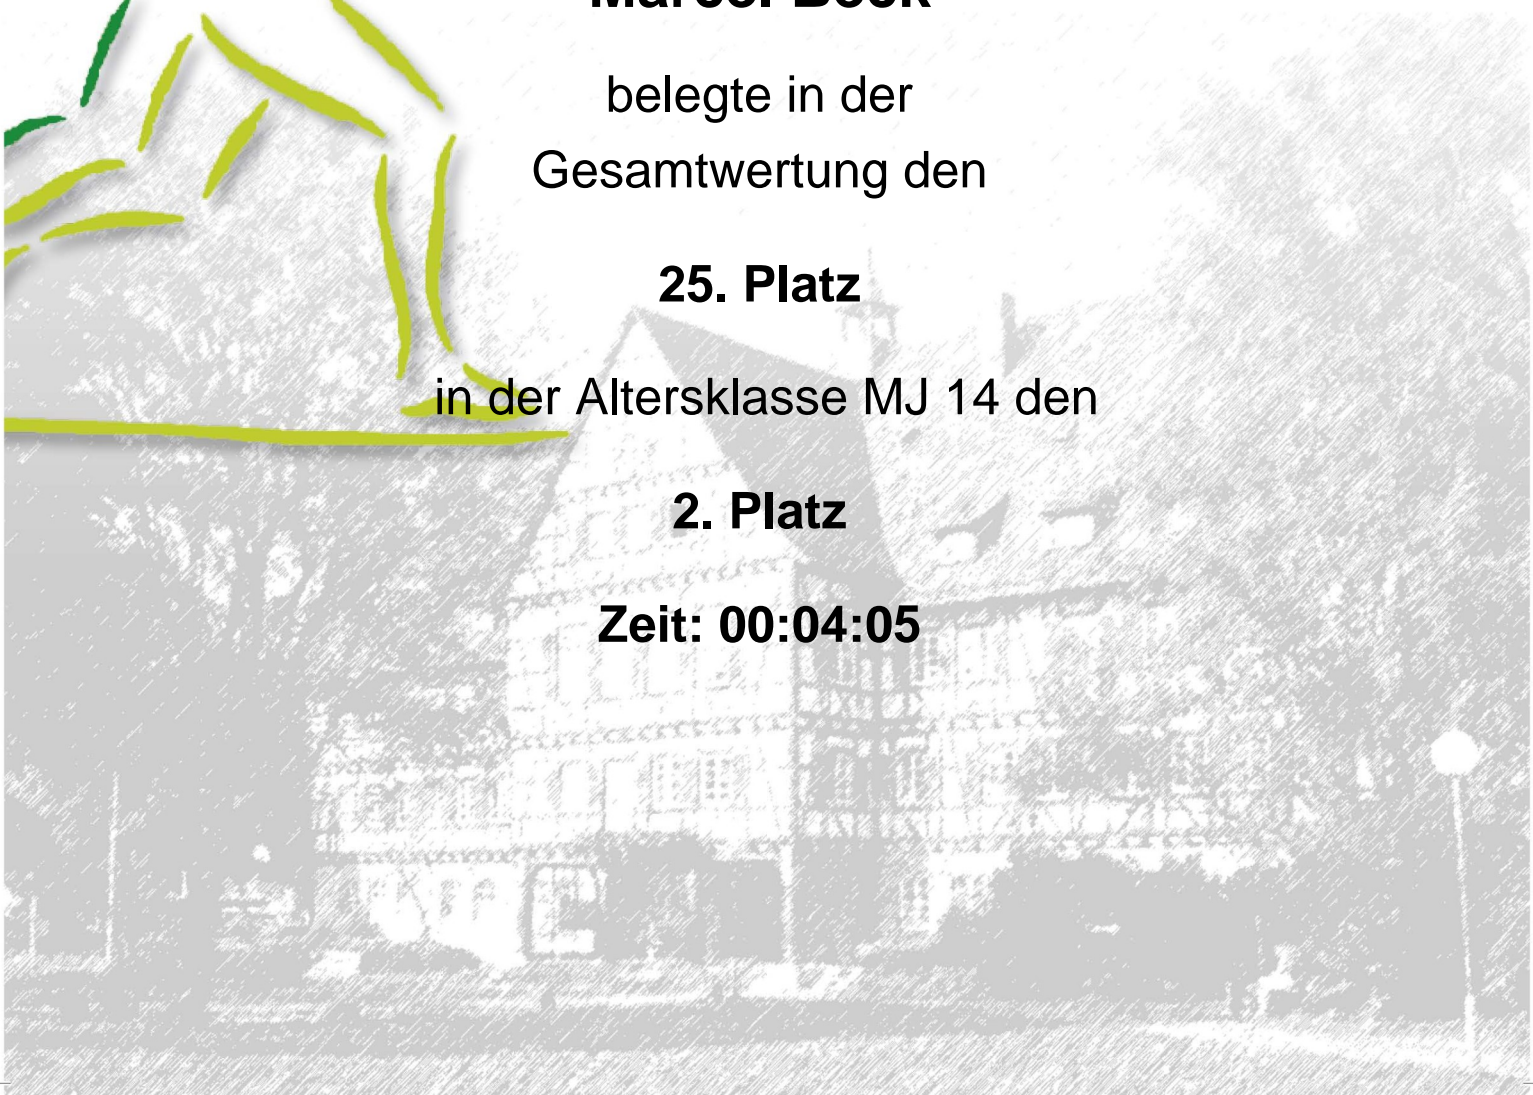 belegte in der
Gesamtwertung den
25. Platz
in der Altersklasse MJ 14 den
2. Platz
Zeit: 00:04:05